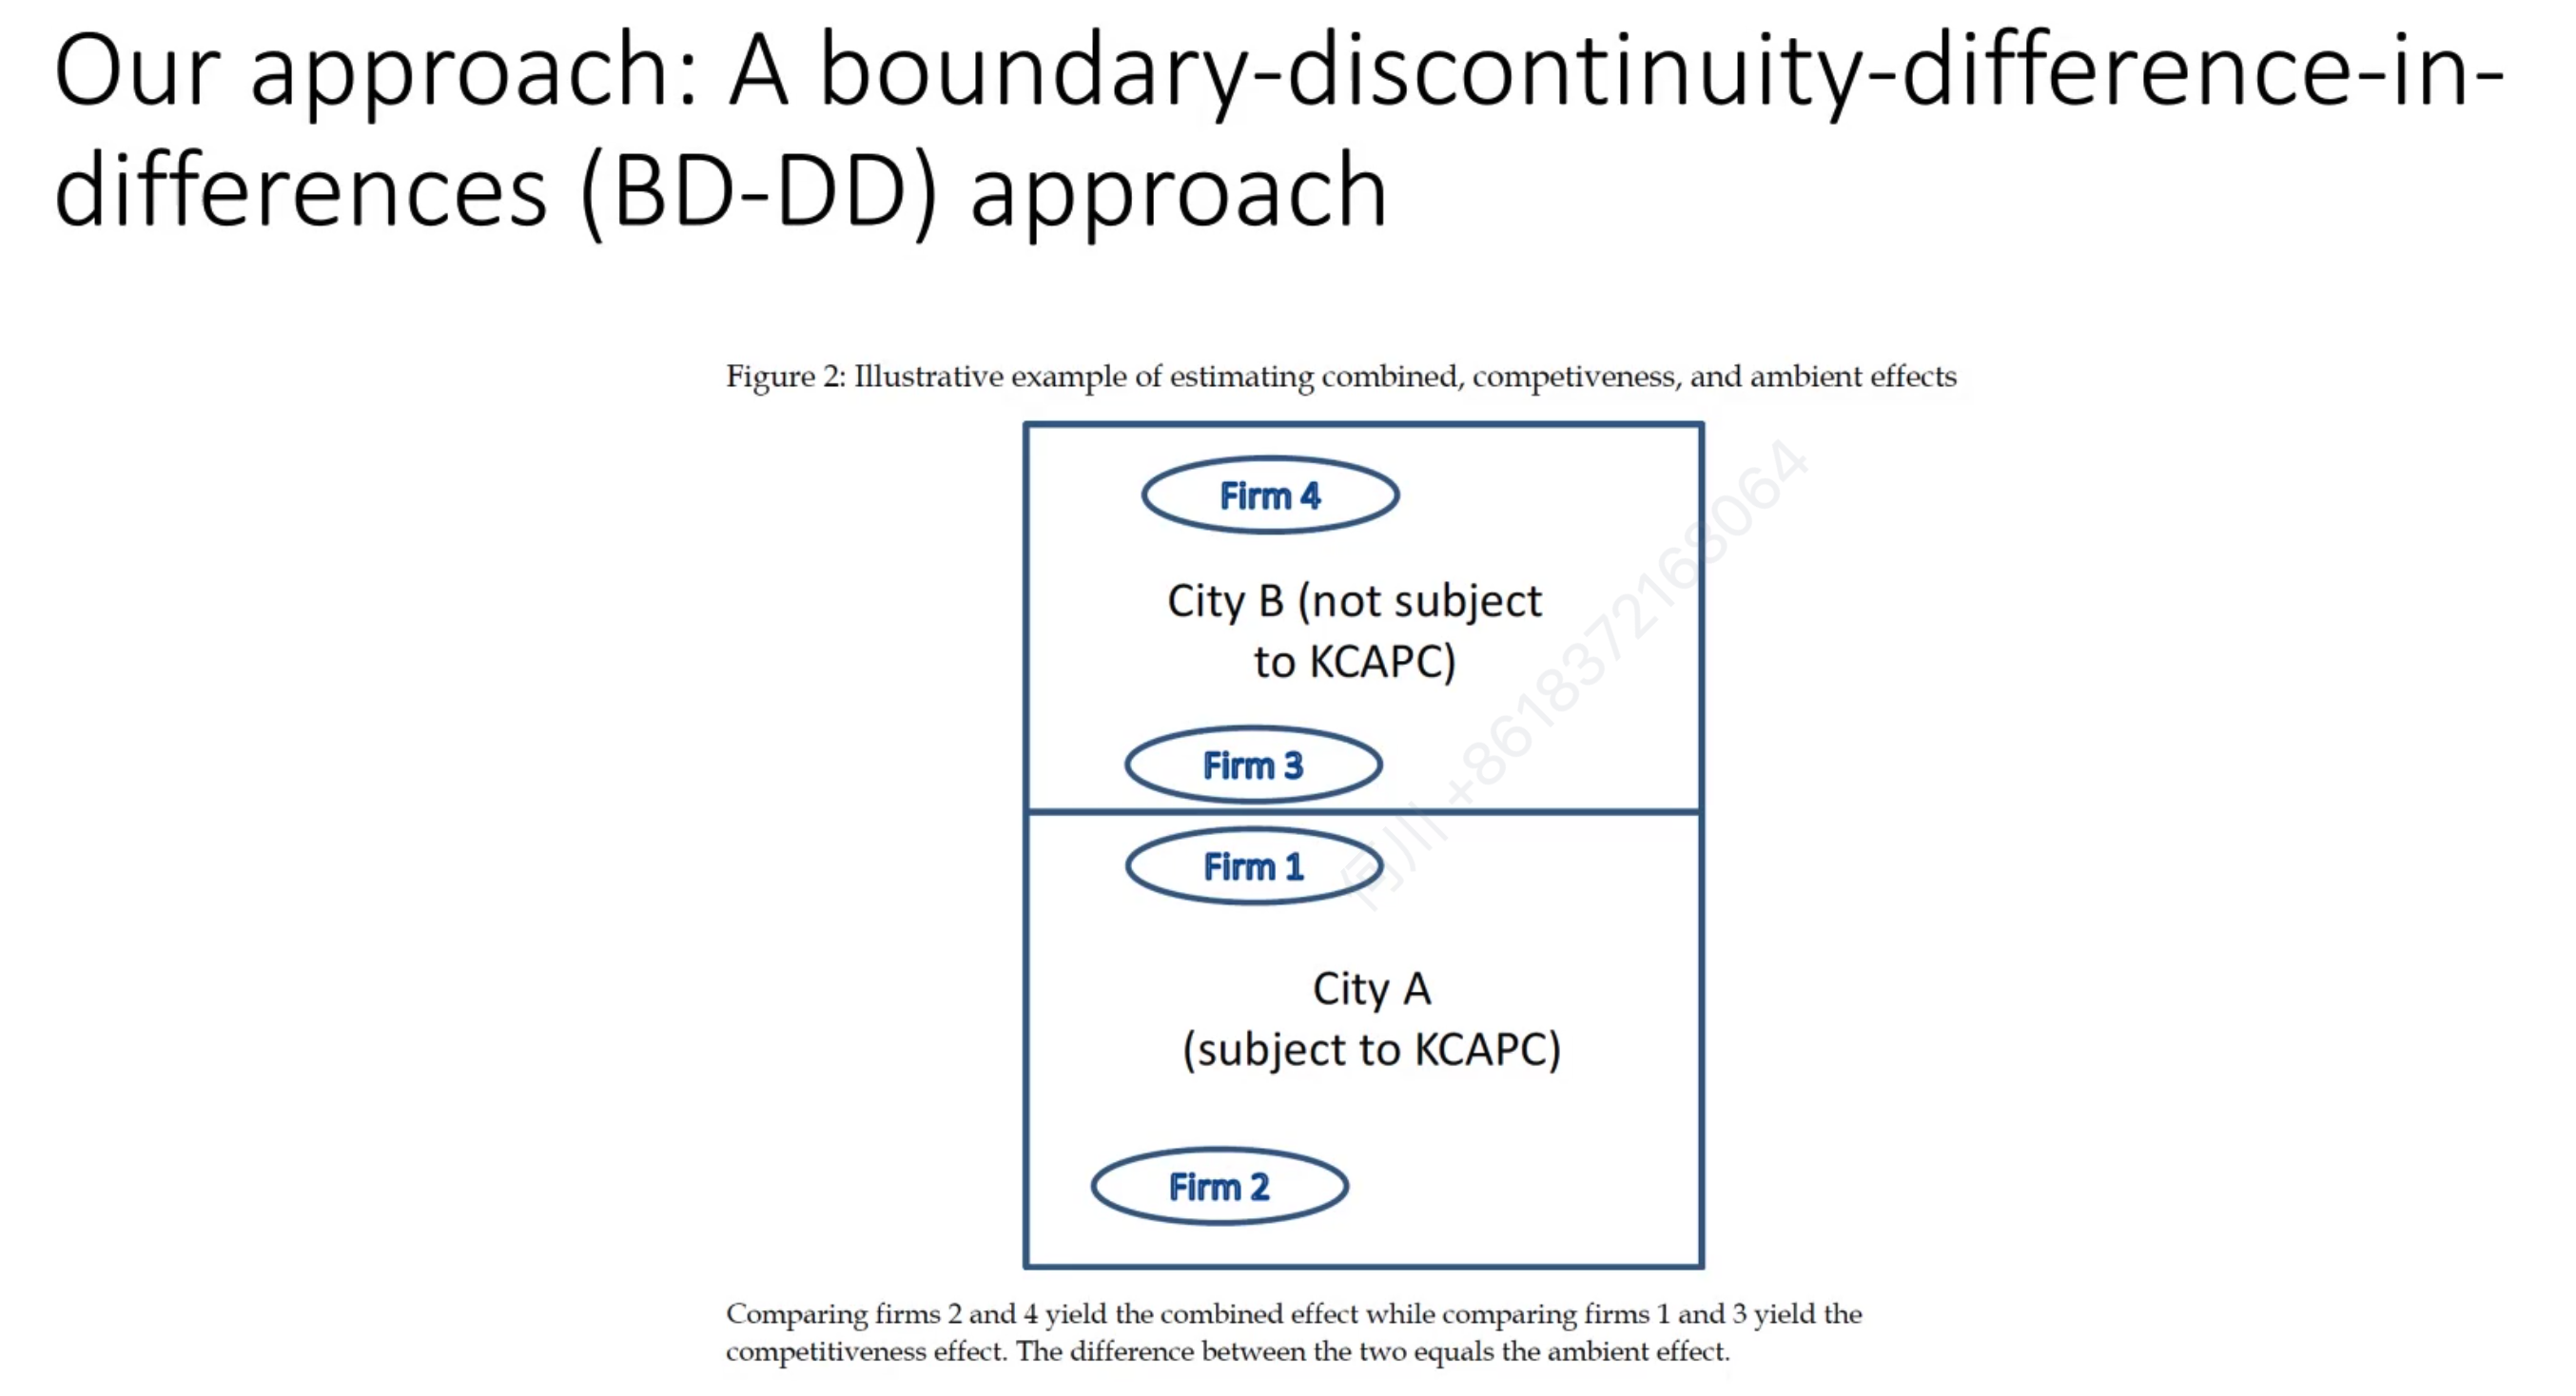 Our approach: A boundary-discontinuity-difference-in-
differences (BD-DD) approach
Figure 2: Illustrative example of estimating combined, competiveness, and ambient effects
Firm 4
City B (not subject
to KCAPC)
Firm 3
Firm 1
City A
(subject to KCAPC)
Firm 2
Comparing firms 2 and 4 yield the combined effect while comparing firms 1 and 3 yield the
competitiveness effect. The difference between the two equals the ambient effect.
+8618372168064